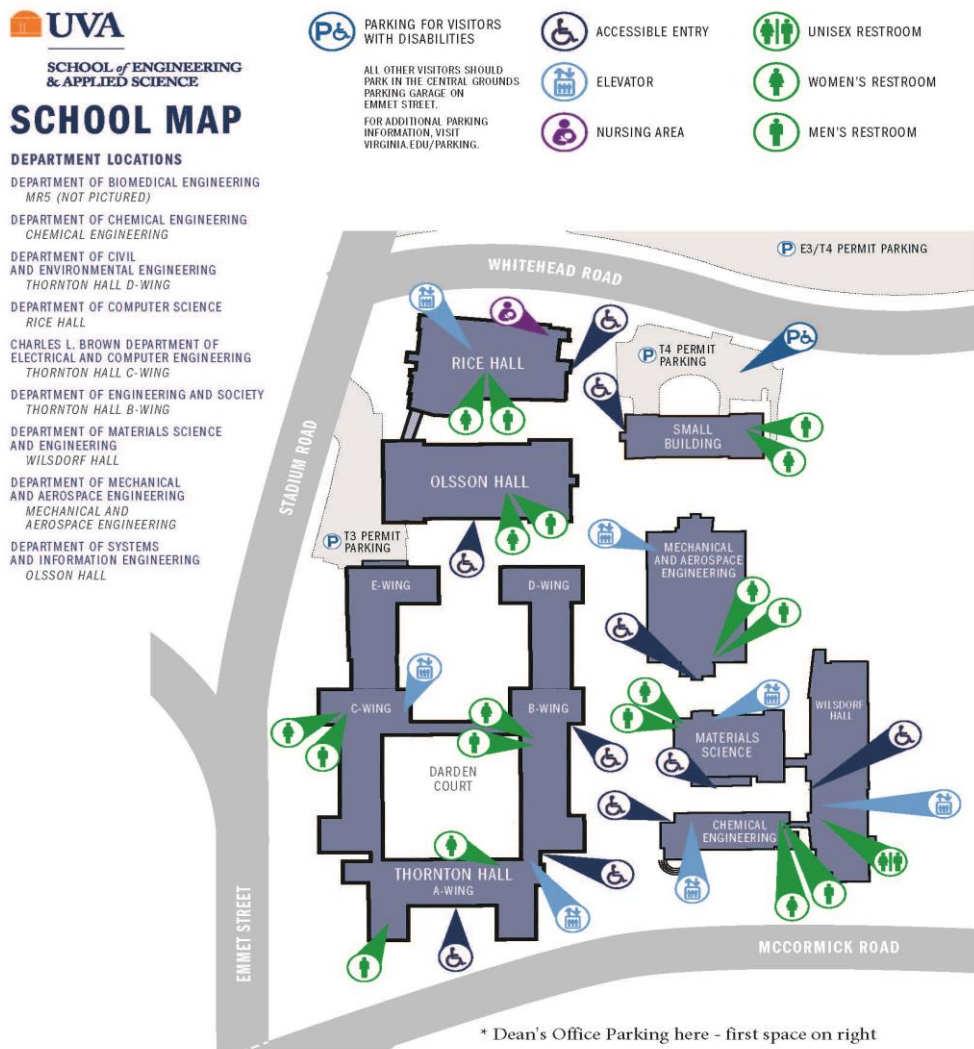 UVA
SCHOOL of ENGINEERING
& APPLIED SCIENCE
SCHOOL MAP
DEPARTMENT LOCATIONS
DEPARTMENT OF BIOMEDICAL ENGINEERING
MR5 (NOT PICTURED)
DEPARTMENT OF CHEMICAL ENGINEERING
CHEMICAL ENGINEERING
DEPARTMENT OF CIVIL
AND ENVIRONMENTAL ENGINEERING
THORNTON HALL D-WING
DEPARTMENT OF COMPUTER SCIENCE
RICE HALL
CHARLES L. BROWN DEPARTMENT OF
ELECTRICAL AND COMPUTER ENGINEERING
THORNTON HALL C-WING
DEPARTMENT OF ENGINEERING AND SOCIETY
THORNTON HALL B-WING
DEPARTMENT OF MATERIALS SCIENCE
AND ENGINEERING
WILSDORF HALL
DEPARTMENT OF MECHANICAL
AND AEROSPACE ENGINEERING
MECHANICAL AND
AEROSPACE ENGINEERING
DEPARTMENT OF SYSTEMS
AND INFORMATION ENGINEERING
OLSSON HALL
P
PARKING FOR VISITORS
WITH DISABILITIES
ALL OTHER VISITORS SHOULD
PARK IN THE CENTRAL GROUNDS
PARKING GARAGE ON
EMMET STREET.
FOR ADDITIONAL PARKING
INFORMATION, VISIT
VIRGINIA.EDU/PARKING.
ACCESSIBLE ENTRY
ELEVATOR
NURSING AREA
UNISEX RESTROOM
WOMEN'S RESTROOM
MEN'S RESTROOM
P E3/T4 PERMIT PARKING
WHITEHEAD ROAD
RICE HALL
P T4 PERMIT
PARKING
P
SMALL
BUILDING
STADIUM ROAD
OLSSON HALL
P T3 PERMIT
PARKING
MECHANICAL
AND AEROSPACE
ENGINEERING
E-WING
D-WING
C-WING
B-WING
DARDEN
COURT
MATERIALS
SCIENCE
WILSDORF
HALL
CHEMICAL
ENGINEERING
THORNTON HALL
A-WING
EMMET STREET
MCCORMICK ROAD
* Dean's Office Parking here - first space on right